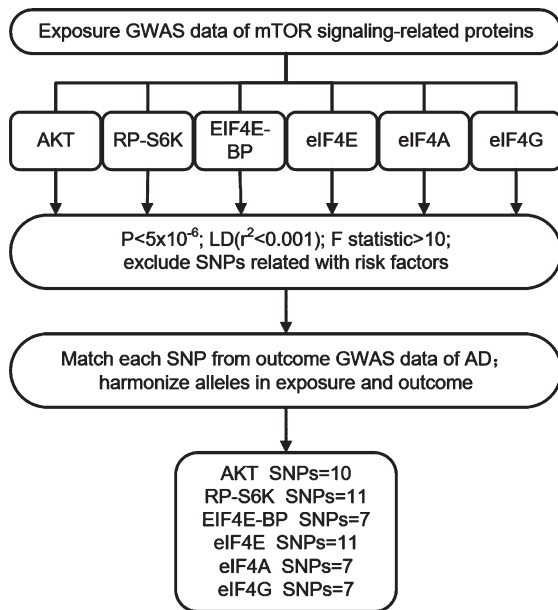 Exposure GWAS data of mTOR signaling-related proteins
AKT
RP-S6K
EIF4E-
BP
eIF4E
eIF4A
eIF4G
P<5x10⁻⁶; LD(r²<0.001); F statistic>10;
exclude SNPs related with risk factors
Match each SNP from outcome GWAS data of AD;
harmonize alleles in exposure and outcome
AKT SNPs=10
RP-S6K SNPs=11
EIF4E-BP SNPs=7
eIF4E SNPs=11
eIF4A SNPs=7
eIF4G SNPs=7